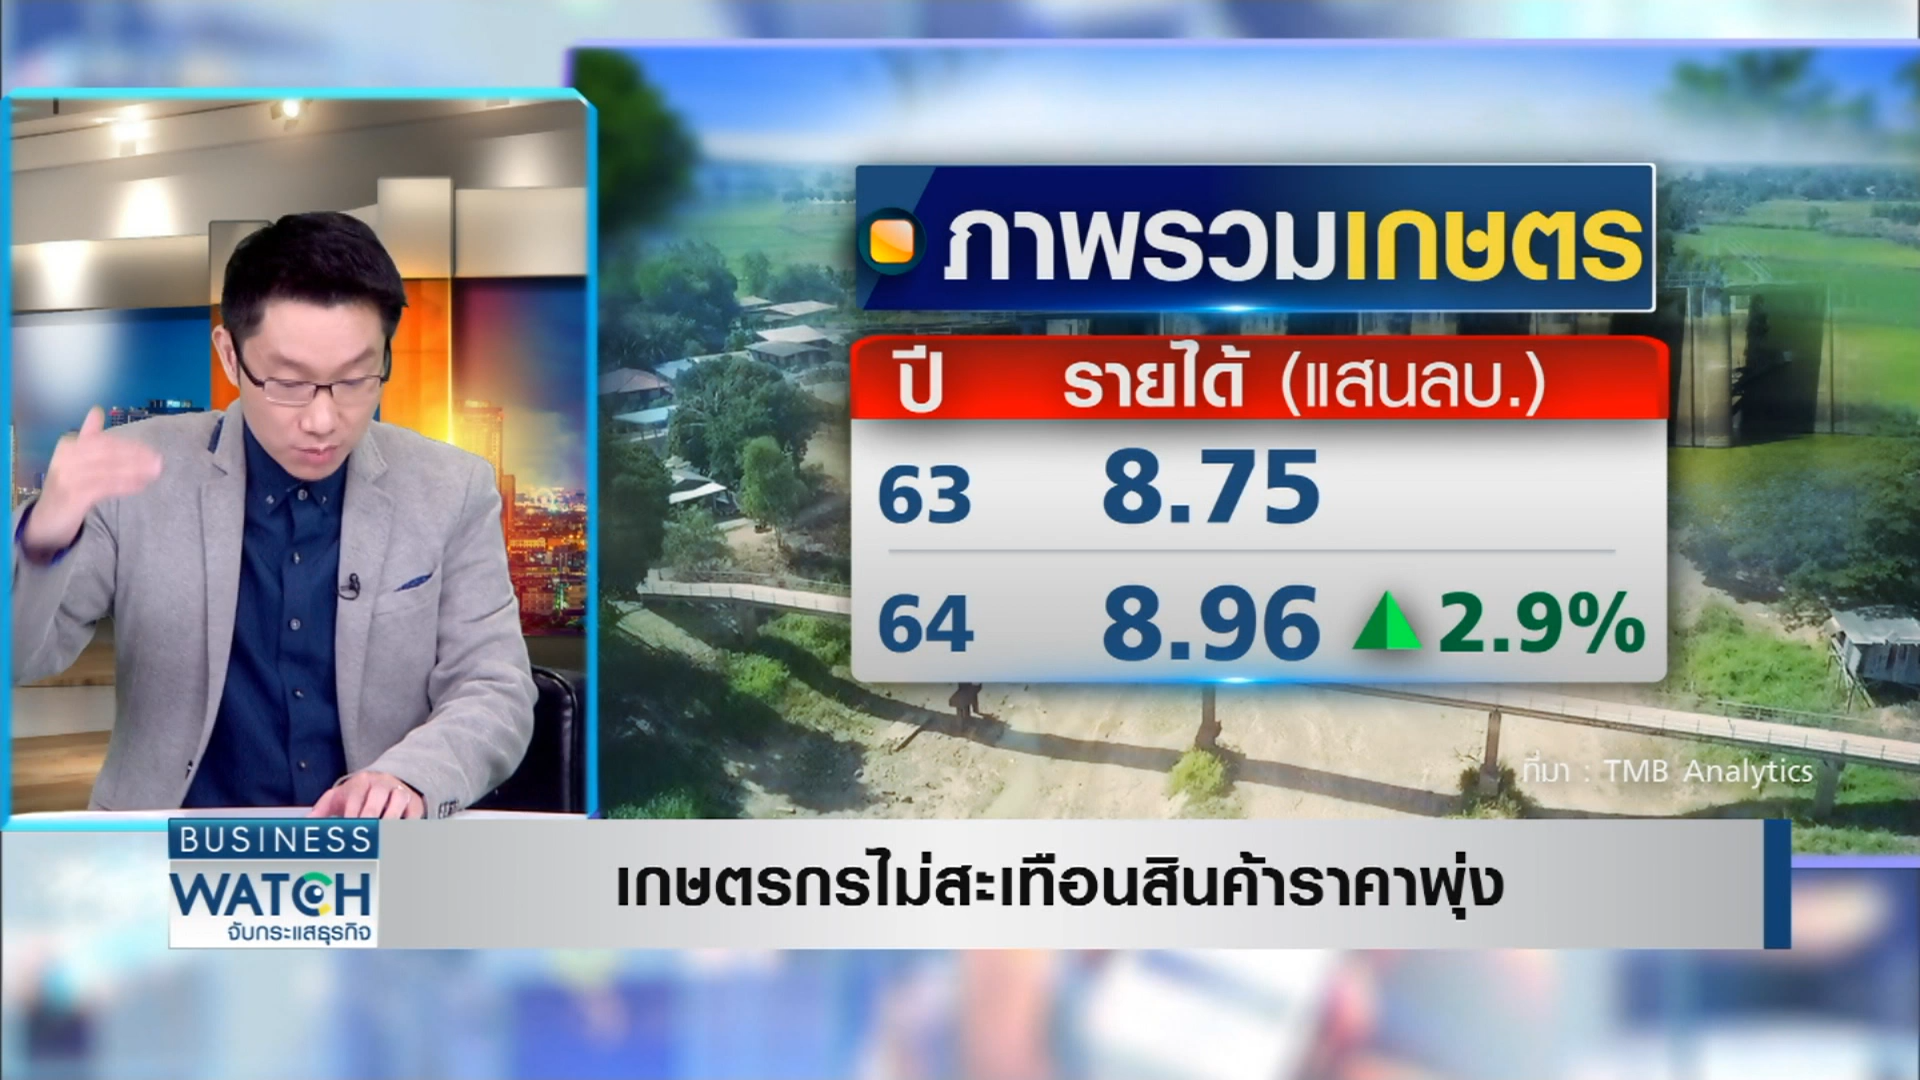 ภาพรวมเกษตร
ปี รายได้ (แสนลบ.)
63 8.75
64 8.96 2.9%
ที่มา : TMB Analytics
BUSINESS
WATCH
จับกระแสธุรกิจ
เกษตรกรไม่สะเทือนสินค้าราคาพุ่ง